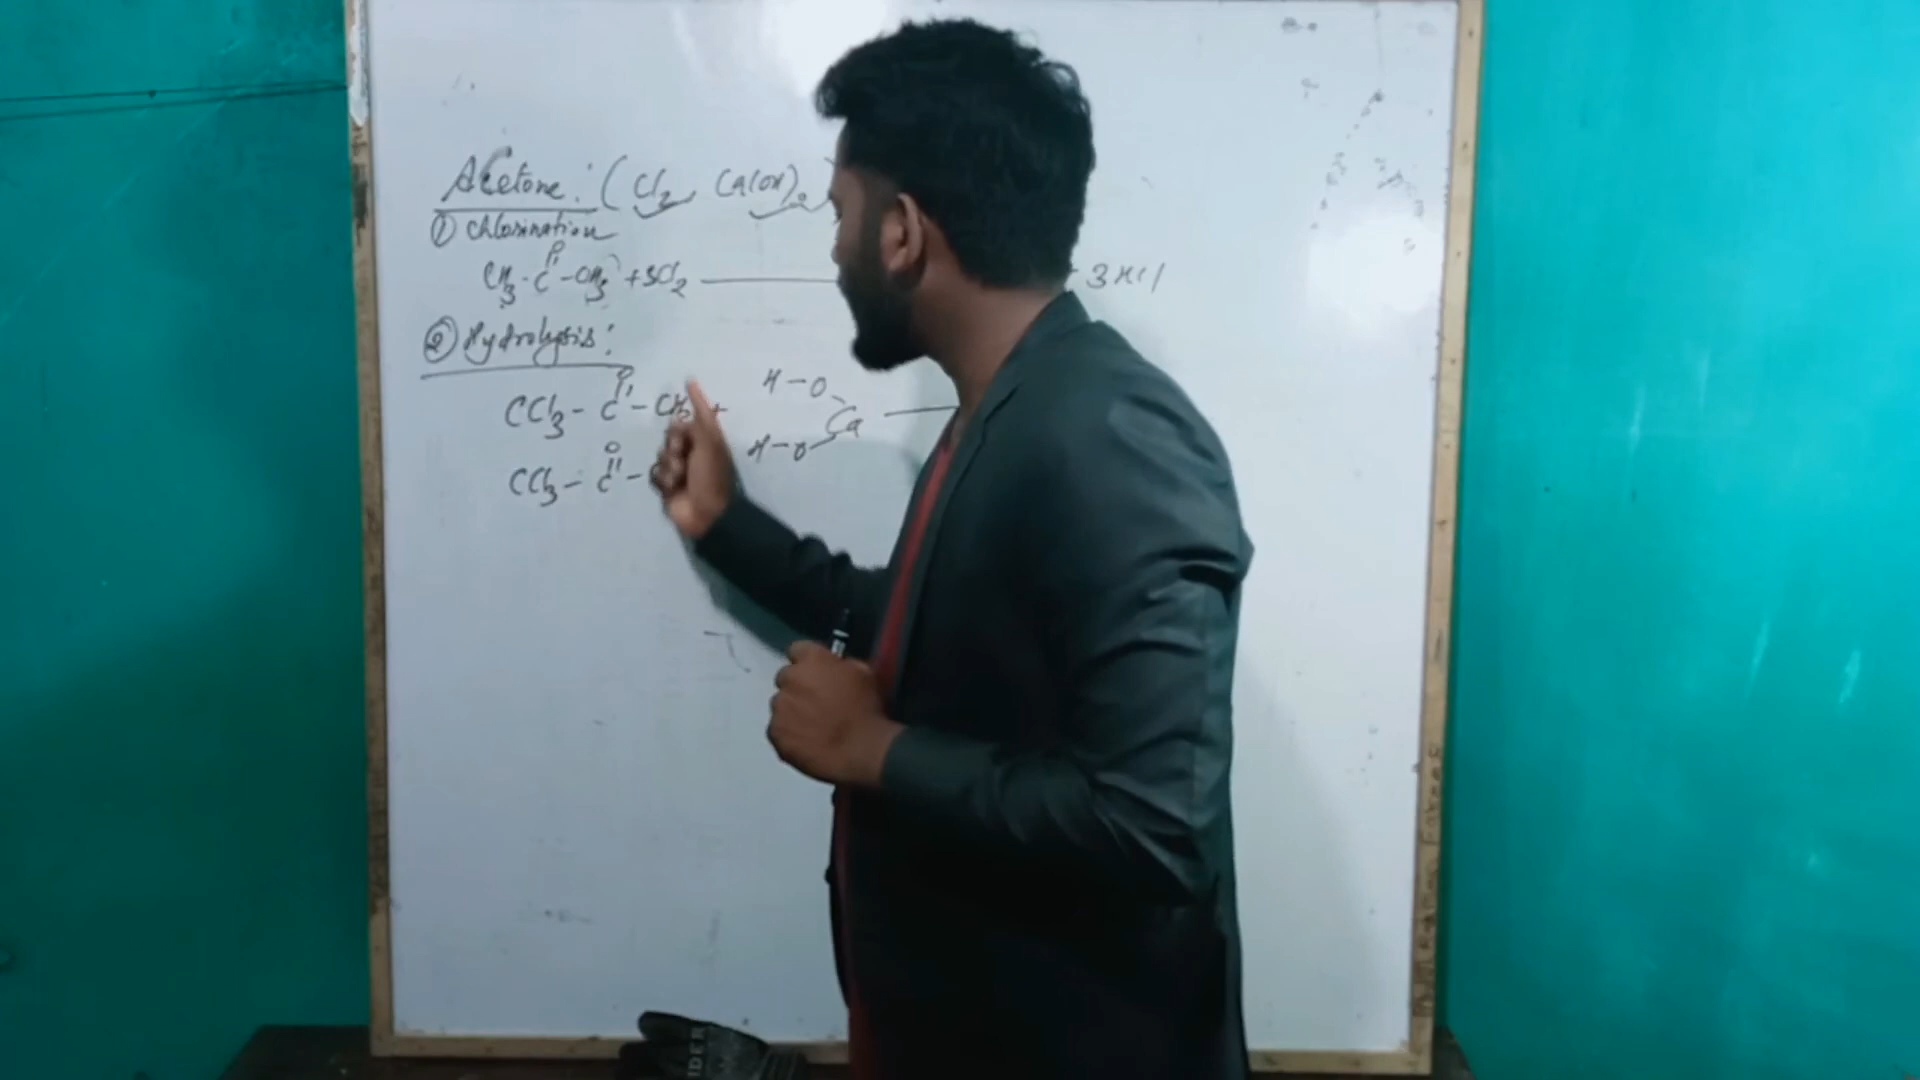 Acetone: (Cl₂, Ca(OH)₂
① Chlorination
CH₃-C-CH₃ +3Cl₂ + 3HCl
O
② Hydrolysis:
O
CCl₃ - C - CH₃ +
H-O
Ca
H-O
O
CCl₃ - C -